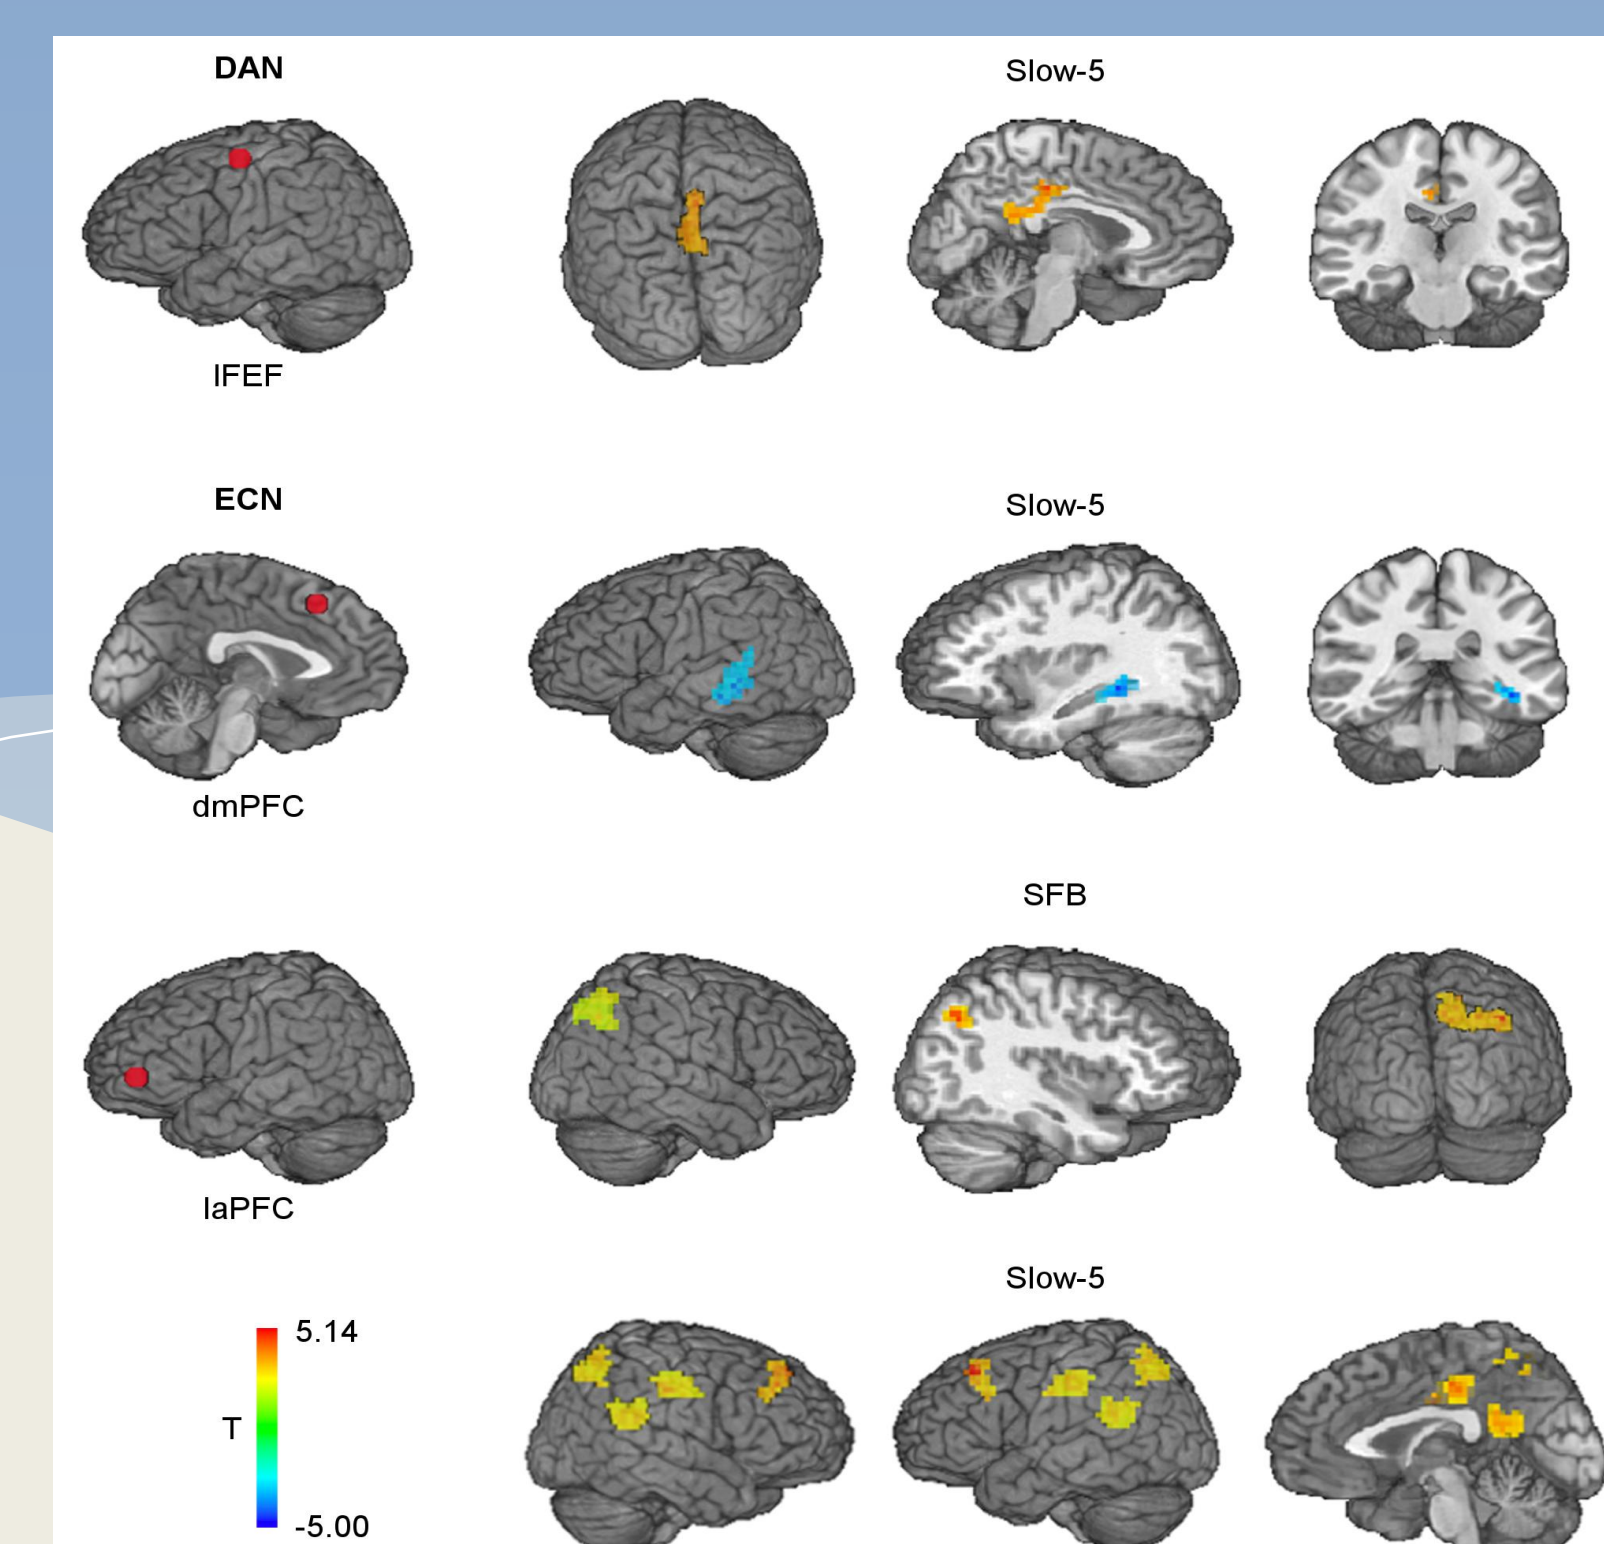 DAN
Slow-5
lFEF
ECN
Slow-5
dmPFC
SFB
laPFC
Slow-5
5.14
T
-5.00